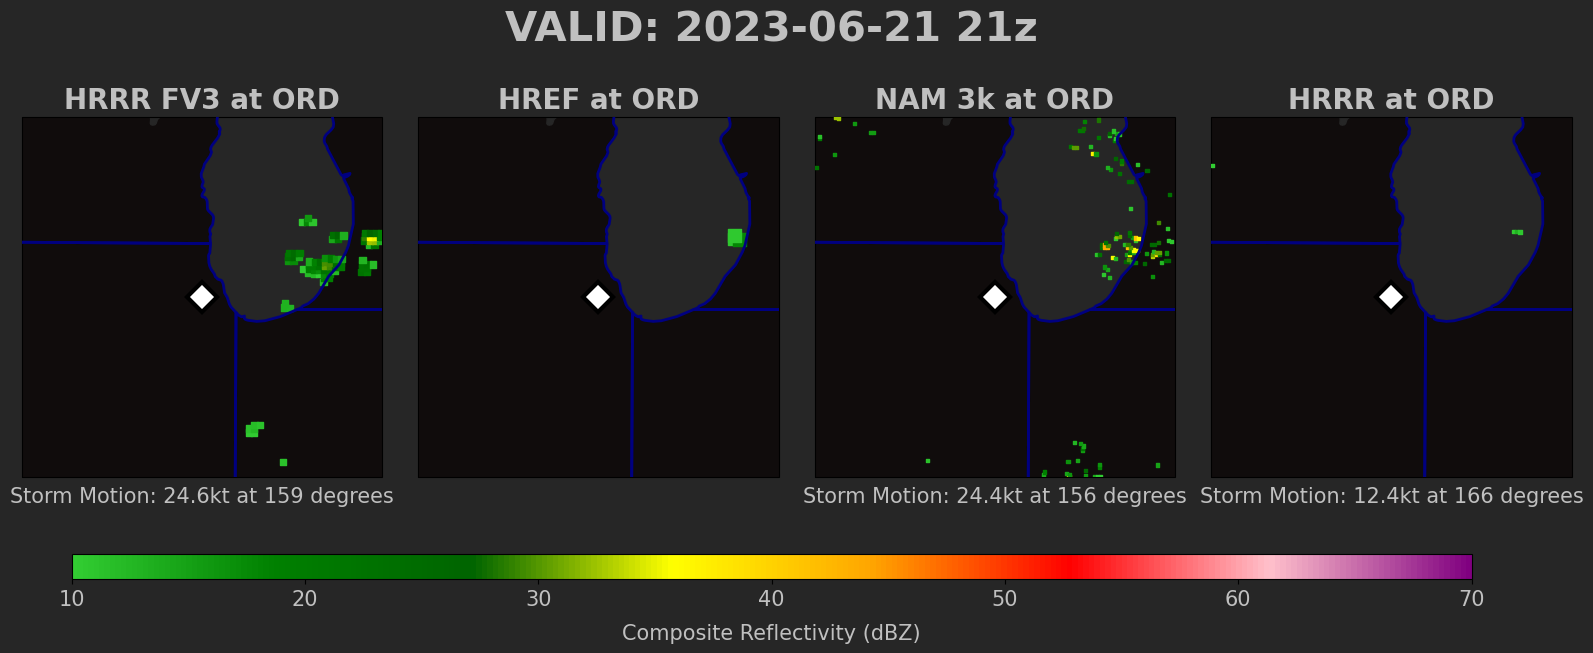 VALID: 2023-06-21 21z
HRRR FV3 at ORD
HREF at ORD
NAM 3k at ORD
HRRR at ORD
Storm Motion: 24.6kt at 159 degrees
Storm Motion: 24.4kt at 156 degrees
Storm Motion: 12.4kt at 166 degrees
10 20 30 40 50 60 70
Composite Reflectivity (dBZ)